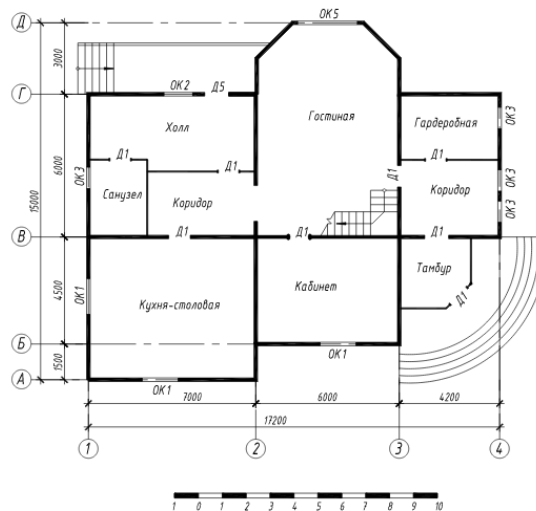 Д
ОК5
3000
ОК2
Д5
Г
Холл
Гостиная
Гардеробная
ОК3
Д1
Д1
Д1
Д1
ОК3
6000
15000
Санузел
Коридор
Коридор
ОК3
ОК3
Д1
Д1
Д1
В
Тамбур
Д1
4500
ОК1
Кухня-столовая
Кабинет
Б
ОК1
1500
А
ОК1
7000
6000
4200
17200
1
2
3
4
1 0 1 2 3 4 5 6 7 8 9 10